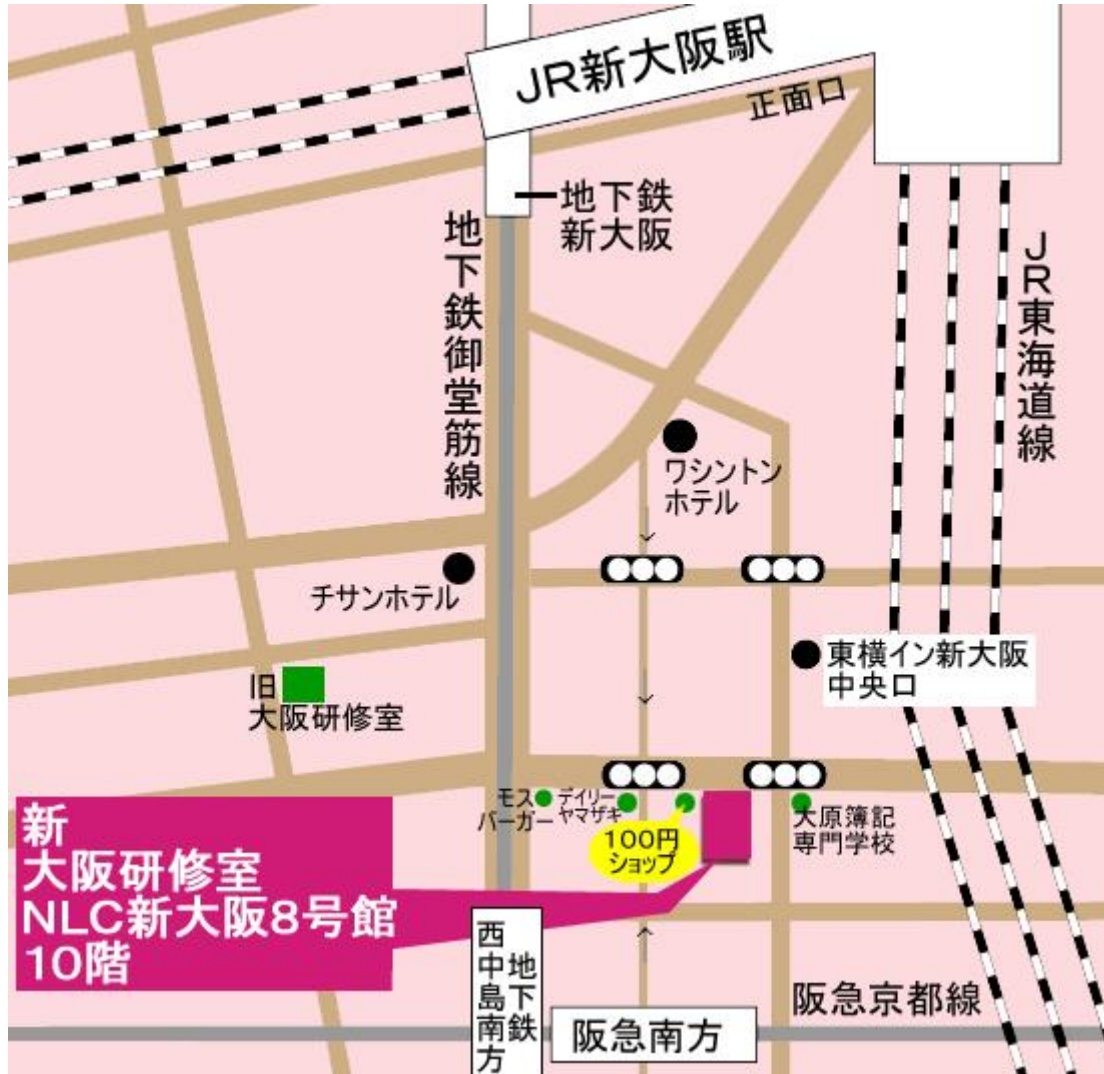 JR新大阪駅
正面口
地下鉄
新大阪
地下鉄御堂筋線
JR東海道線
ワシントン
ホテル
チサンホテル
東横イン新大阪
中央口
旧
大阪研修室
モス
バーガー
デイリー
ヤマザキ
100円
ショップ
大原簿記
専門学校
新
大阪研修室
NLC新大阪8号館
10階
地下鉄
西中島南方
阪急京都線
阪急南方